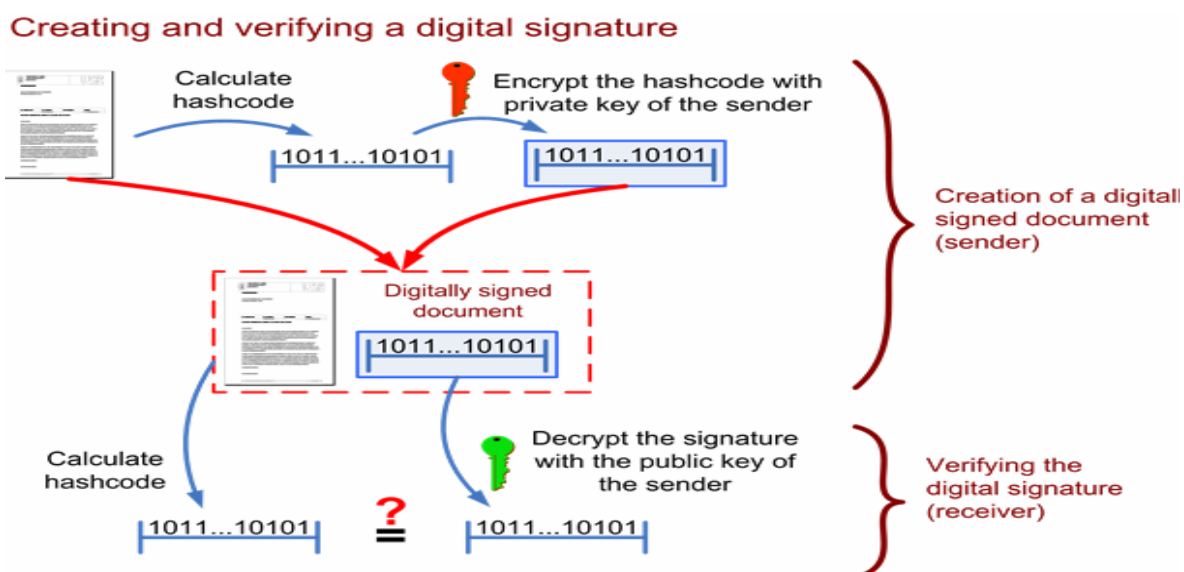 Creating and verifying a digital signature
Calculate
hashcode
Encrypt the hashcode with
private key of the sender
1011...10101
1011...10101
Creation of a digitall
signed document
(sender)
Digitally signed
document
1011...10101
Calculate
hashcode
Decrypt the signature
with the public key of
the sender
Verifying the
digital signature
(receiver)
1011...10101
?
=
1011...10101